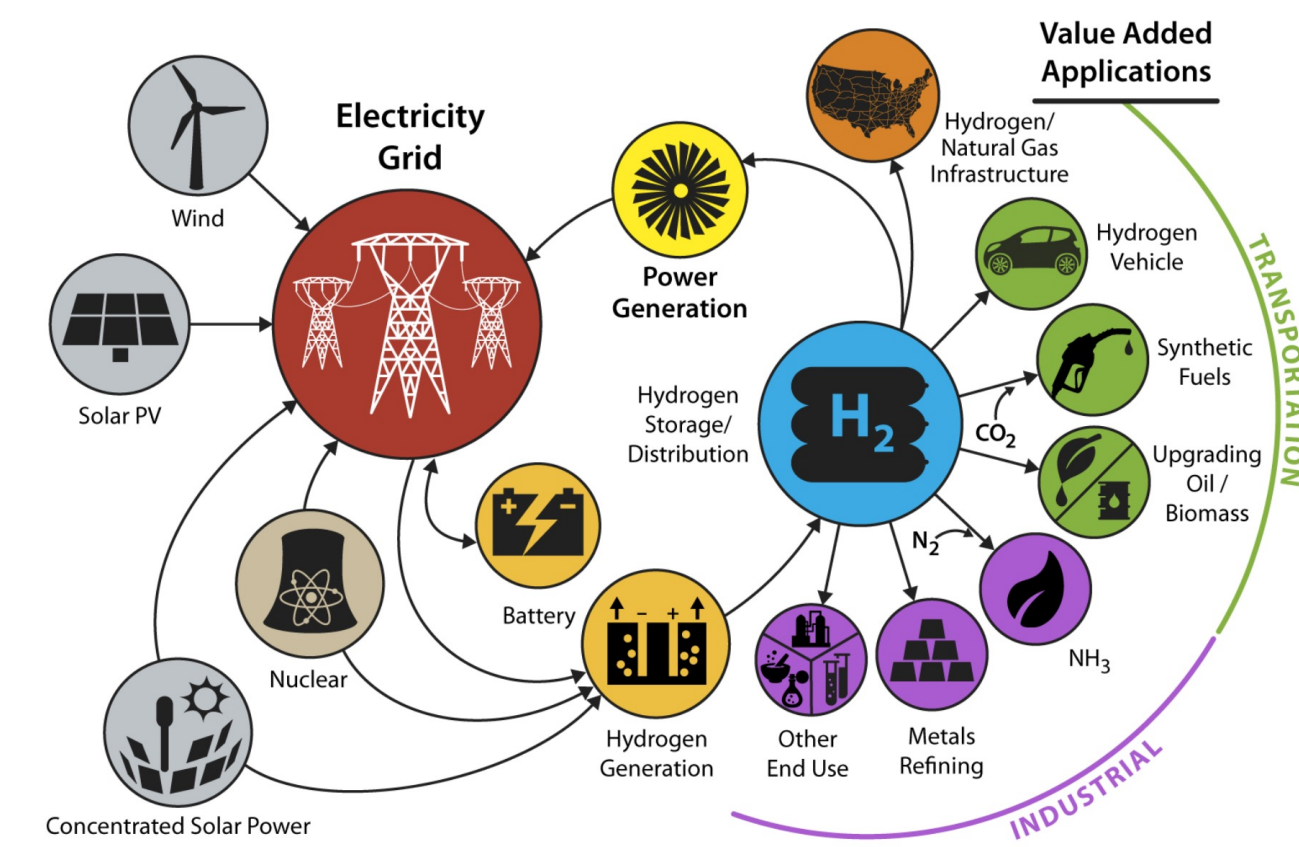 Value Added
Applications
Electricity
Grid
Wind
Solar PV
Power
Generation
Hydrogen/
Natural Gas
Infrastructure
Hydrogen
Vehicle
Synthetic
Fuels
CO₂
Upgrading
Oil /
Biomass
TRANSPORTATION
Hydrogen
Storage/
Distribution
H₂
N₂
NH₃
+ −
Battery
Nuclear
− +
Hydrogen
Generation
Other
End Use
Metals
Refining
INDUSTRIAL
Concentrated Solar Power